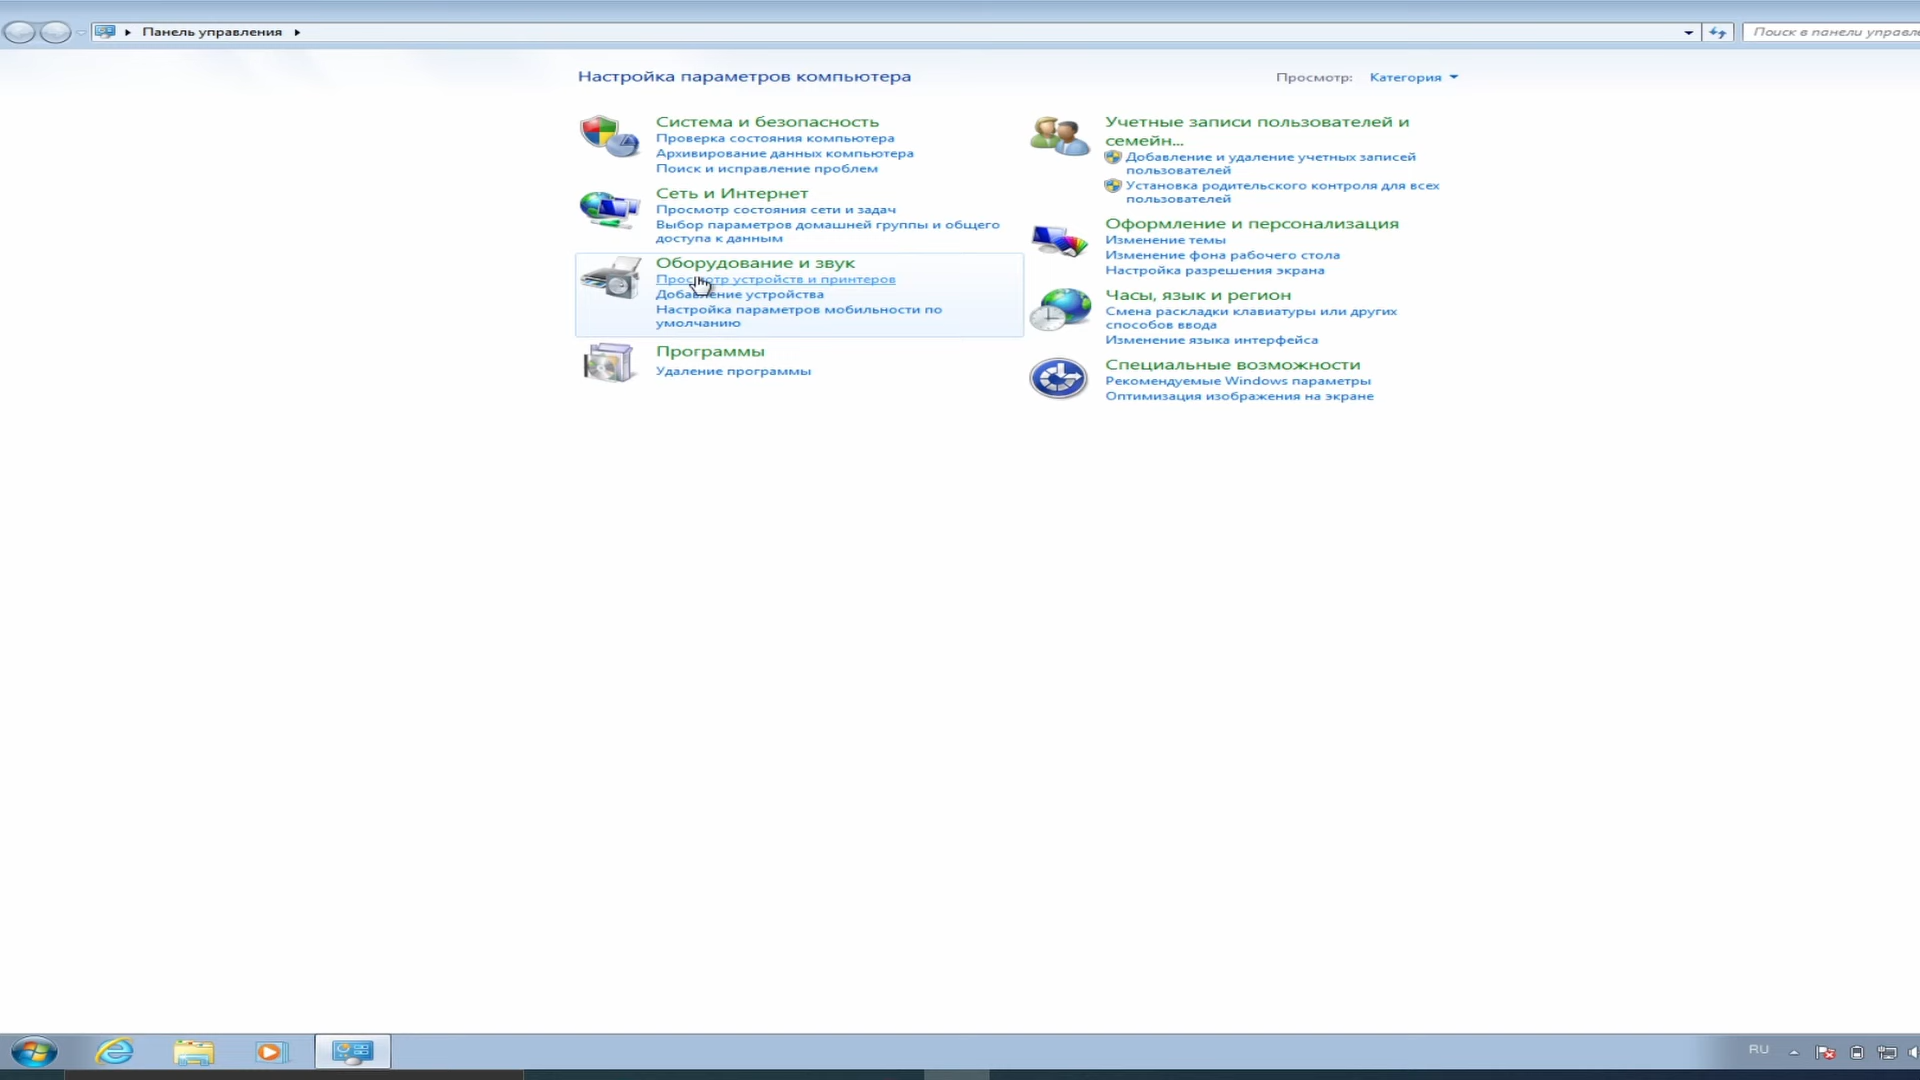 Панель управления
Поиск в панели управле
Настройка параметров компьютера
Просмотр: Категория
Система и безопасность
Проверка состояния компьютера
Архивирование данных компьютера
Поиск и исправление проблем
Сеть и Интернет
Просмотр состояния сети и задач
Выбор параметров домашней группы и общего
доступа к данным
Оборудование и звук
Просмотр устройств и принтеров
Добавление устройства
Настройка параметров мобильности по
умолчанию
Программы
Удаление программы
Учетные записи пользователей и
семейн...
Добавление и удаление учетных записей
пользователей
Установка родительского контроля для всех
пользователей
Оформление и персонализация
Изменение темы
Изменение фона рабочего стола
Настройка разрешения экрана
Часы, язык и регион
Смена раскладки клавиатуры или других
способов ввода
Изменение языка интерфейса
Специальные возможности
Рекомендуемые Windows параметры
Оптимизация изображения на экране
RU